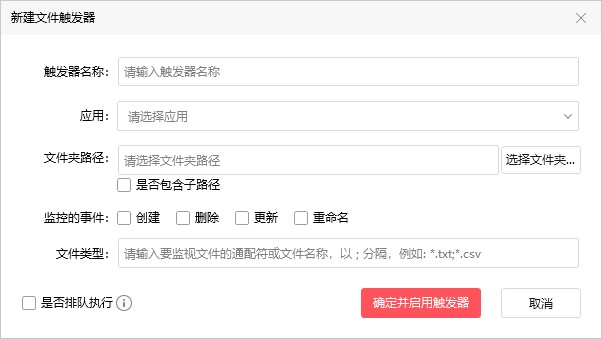 新建文件触发器
触发器名称: 请输入触发器名称
应用: 请选择应用
文件夹路径: 请选择文件夹路径 选择文件夹...
是否包含子路径
监控的事件: 创建 删除 更新 重命名
文件类型: 请输入要监视文件的通配符或文件名称，以 ; 分隔，例如: *.txt;*.csv
是否排队执行 确定并启用触发器 取消